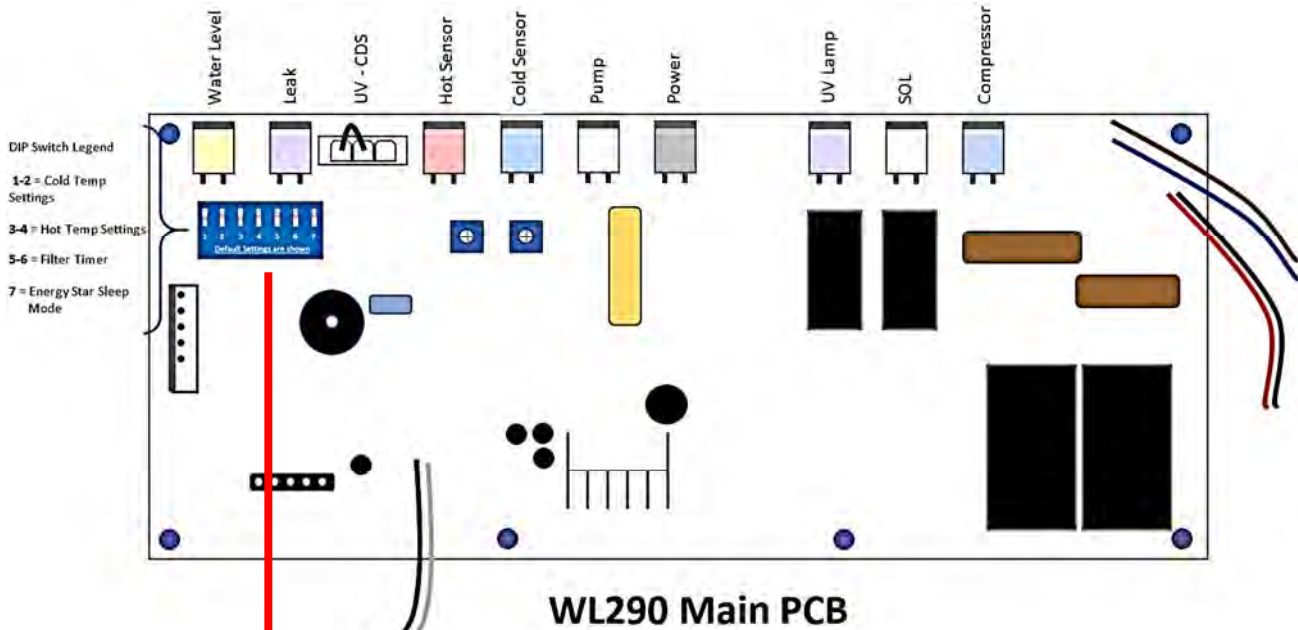 Water Level
Leak
UV - CDS
Hot Sensor
Cold Sensor
Pump
Power
UV Lamp
SOL
Compressor
DIP Switch Legend
1-2 = Cold Temp
Settings
3-4 = Hot Temp Settings
5-6 = Filter Timer
7 = Energy Star Sleep
Mode
1 2 3 4 5 6 7
Default Settings are shown
WL290 Main PCB